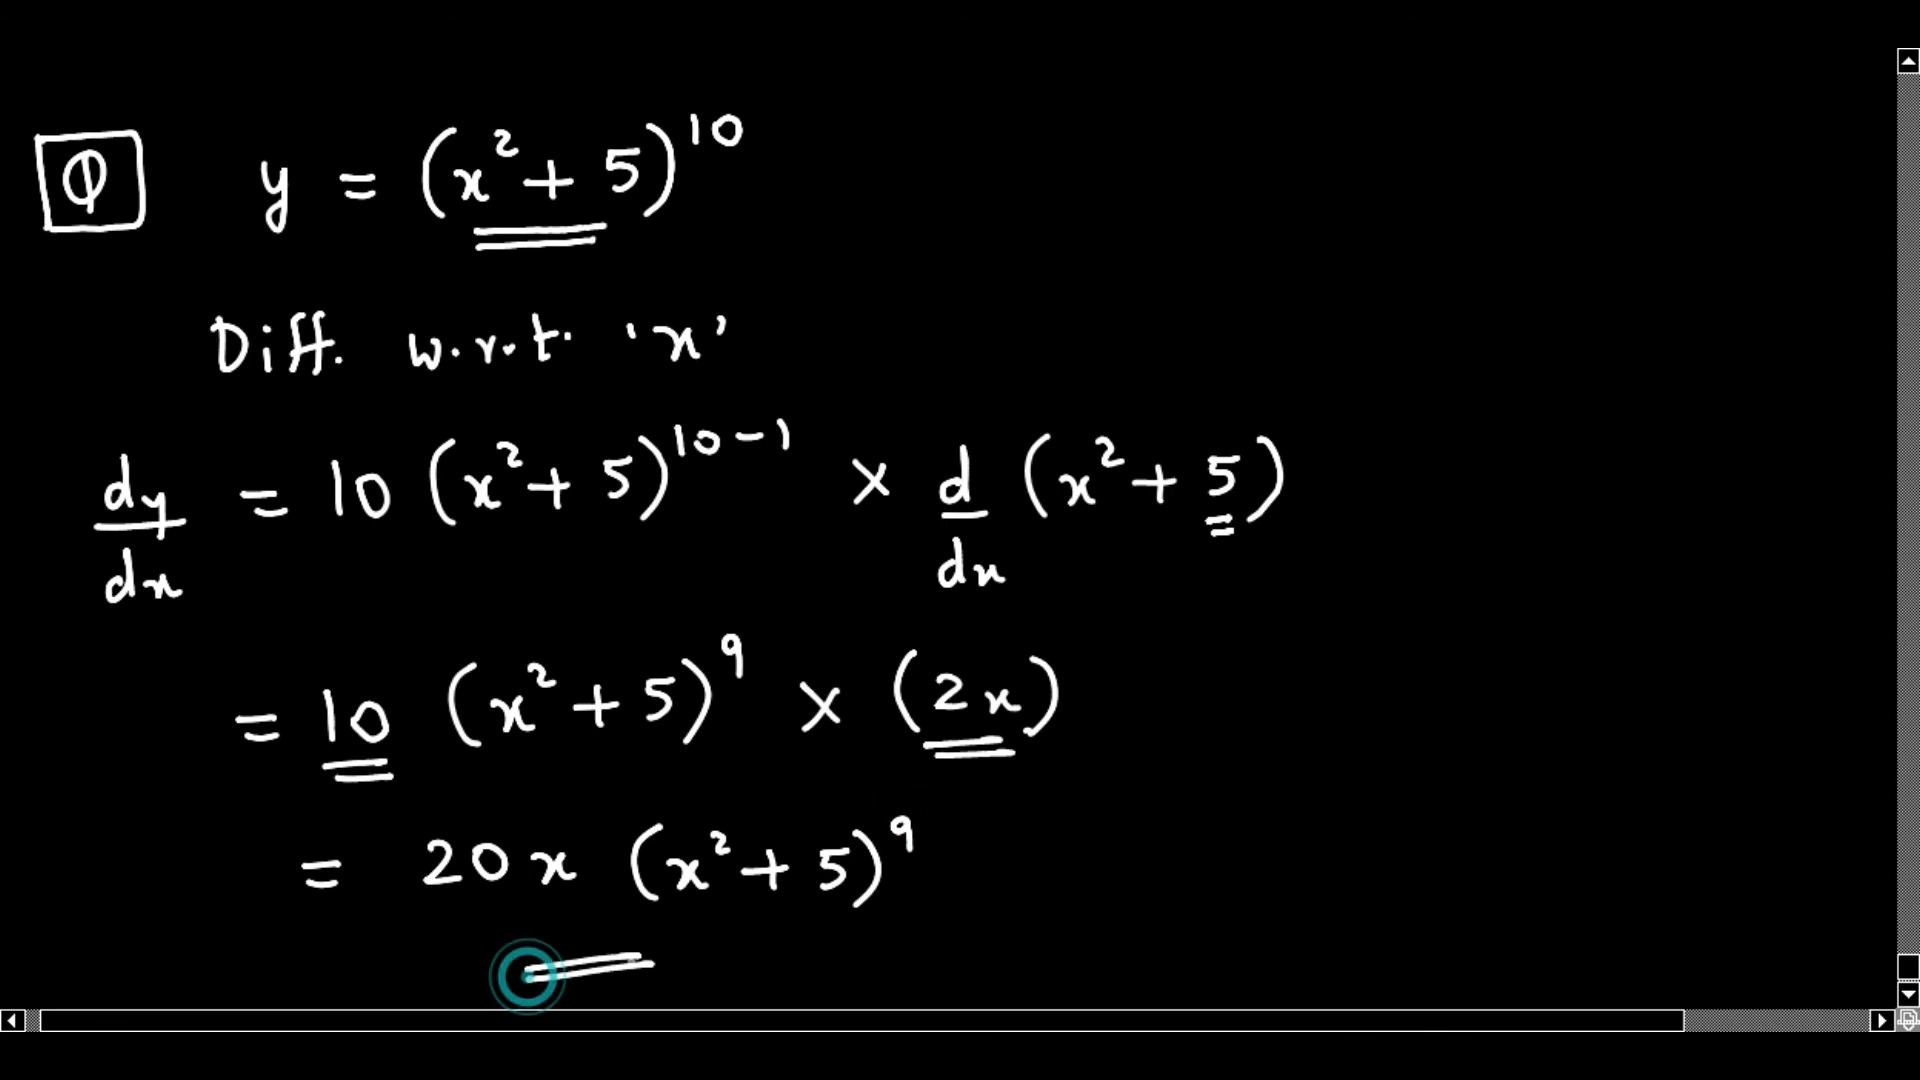 Q y = (x² + 5)¹⁰
Diff. w.r.t. 'x'
dy/dx = 10 (x² + 5)¹⁰⁻¹ × d/dx (x² + 5)
= 10 (x² + 5)⁹ × (2x)
= 20x (x² + 5)⁹